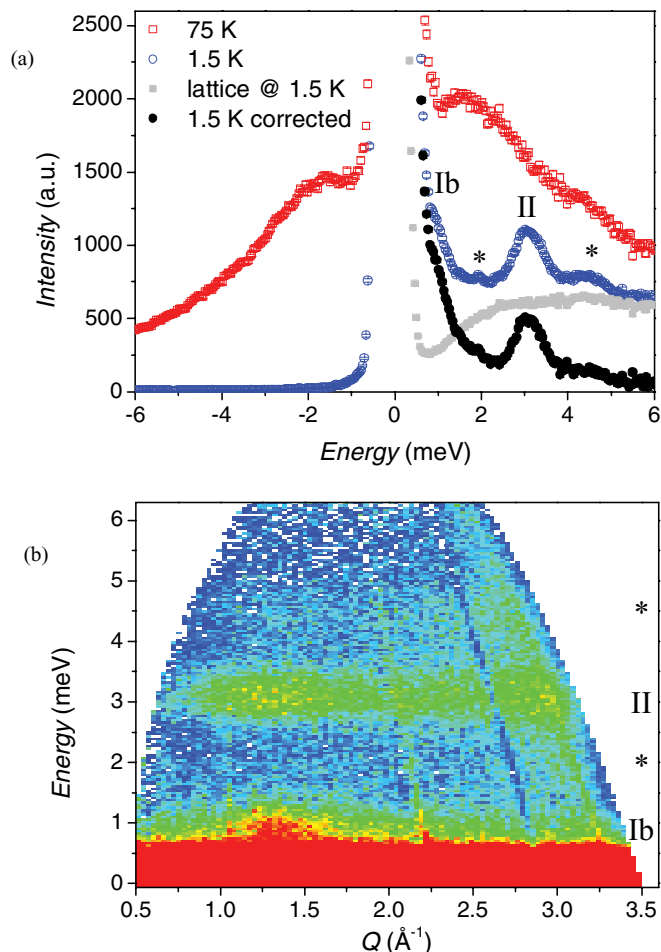 (a)
75 K
1.5 K
lattice @ 1.5 K
1.5 K corrected
Ib
II
*
*
2500
2000
1500
1000
500
0
Intensity (a.u.)
-6 -4 -2 0 2 4 6
Energy (meV)
(b)
6
5
4
3
2
1
0
Energy (meV)
*
II
*
Ib
0.5 1.0 1.5 2.0 2.5 3.0 3.5
Q (Å⁻¹)